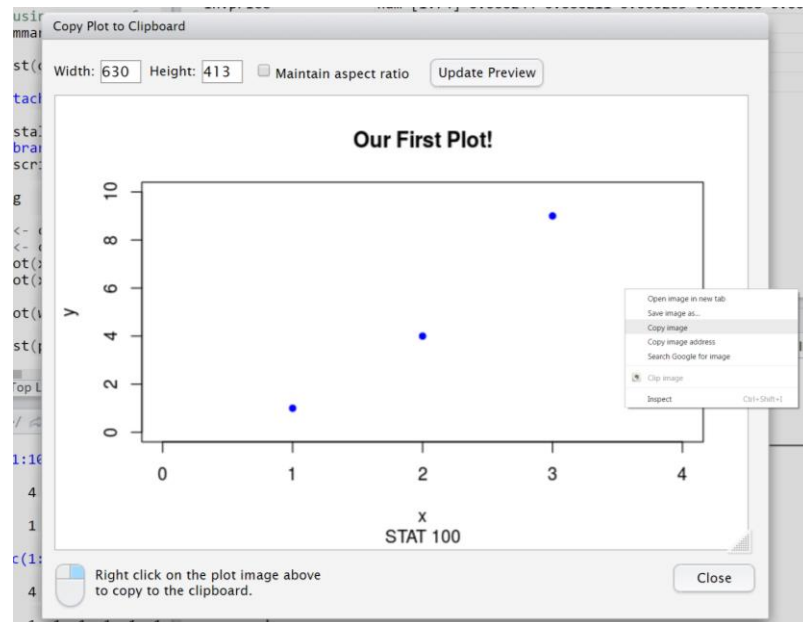 Copy Plot to Clipboard
Width: 630 Height: 413 Maintain aspect ratio Update Preview
Our First Plot!
10
8
6
4
2
0
y
0 1 2 3 4
x
STAT 100
Open image in new tab
Save image as...
Copy image
Copy image address
Search Google for image
Clip image
Inspect Ctrl+Shift+I
Right click on the plot image above
to copy to the clipboard.
Close